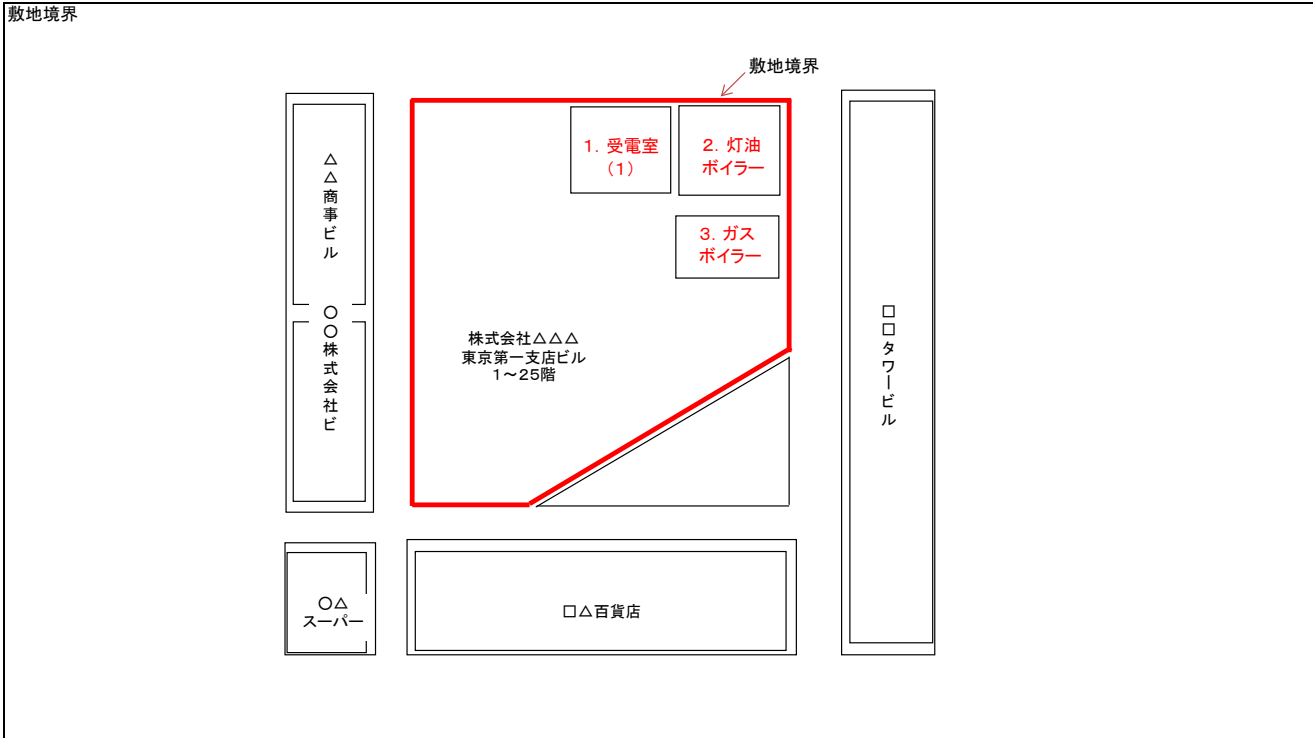 敷地境界
敷地境界
1．受電室
（1）
2．灯油
ボイラー
3．ガス
ボイラー
△△商事ビル
○○株式会社ビ
株式会社△△△
東京第一支店ビル
1～25階
□□タワービル
○△
スーパー
□△百貨店